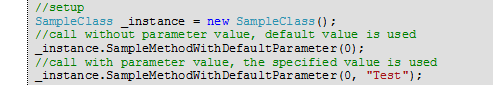 //setup
SampleClass _instance = new SampleClass();
//call without parameter value, default value is used
_instance.SampleMethodWithDefaultParameter(0);
//call with parameter value, the specified value is used
_instance.SampleMethodWithDefaultParameter(0, "Test");